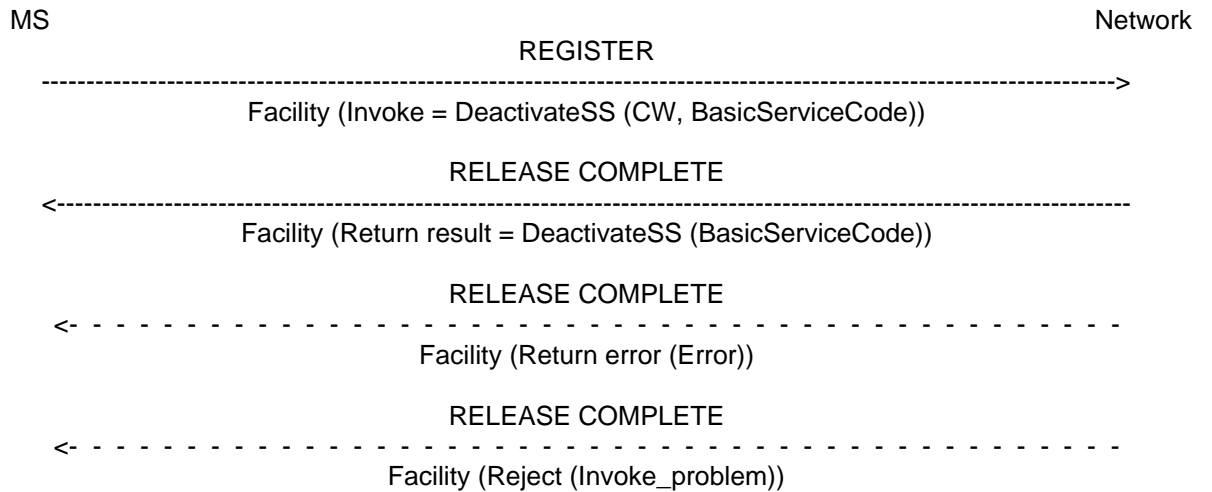 MS Network
REGISTER
Facility (Invoke = DeactivateSS (CW, BasicServiceCode))
RELEASE COMPLETE
Facility (Return result = DeactivateSS (BasicServiceCode))
RELEASE COMPLETE
Facility (Return error (Error))
RELEASE COMPLETE
Facility (Reject (Invoke_problem))